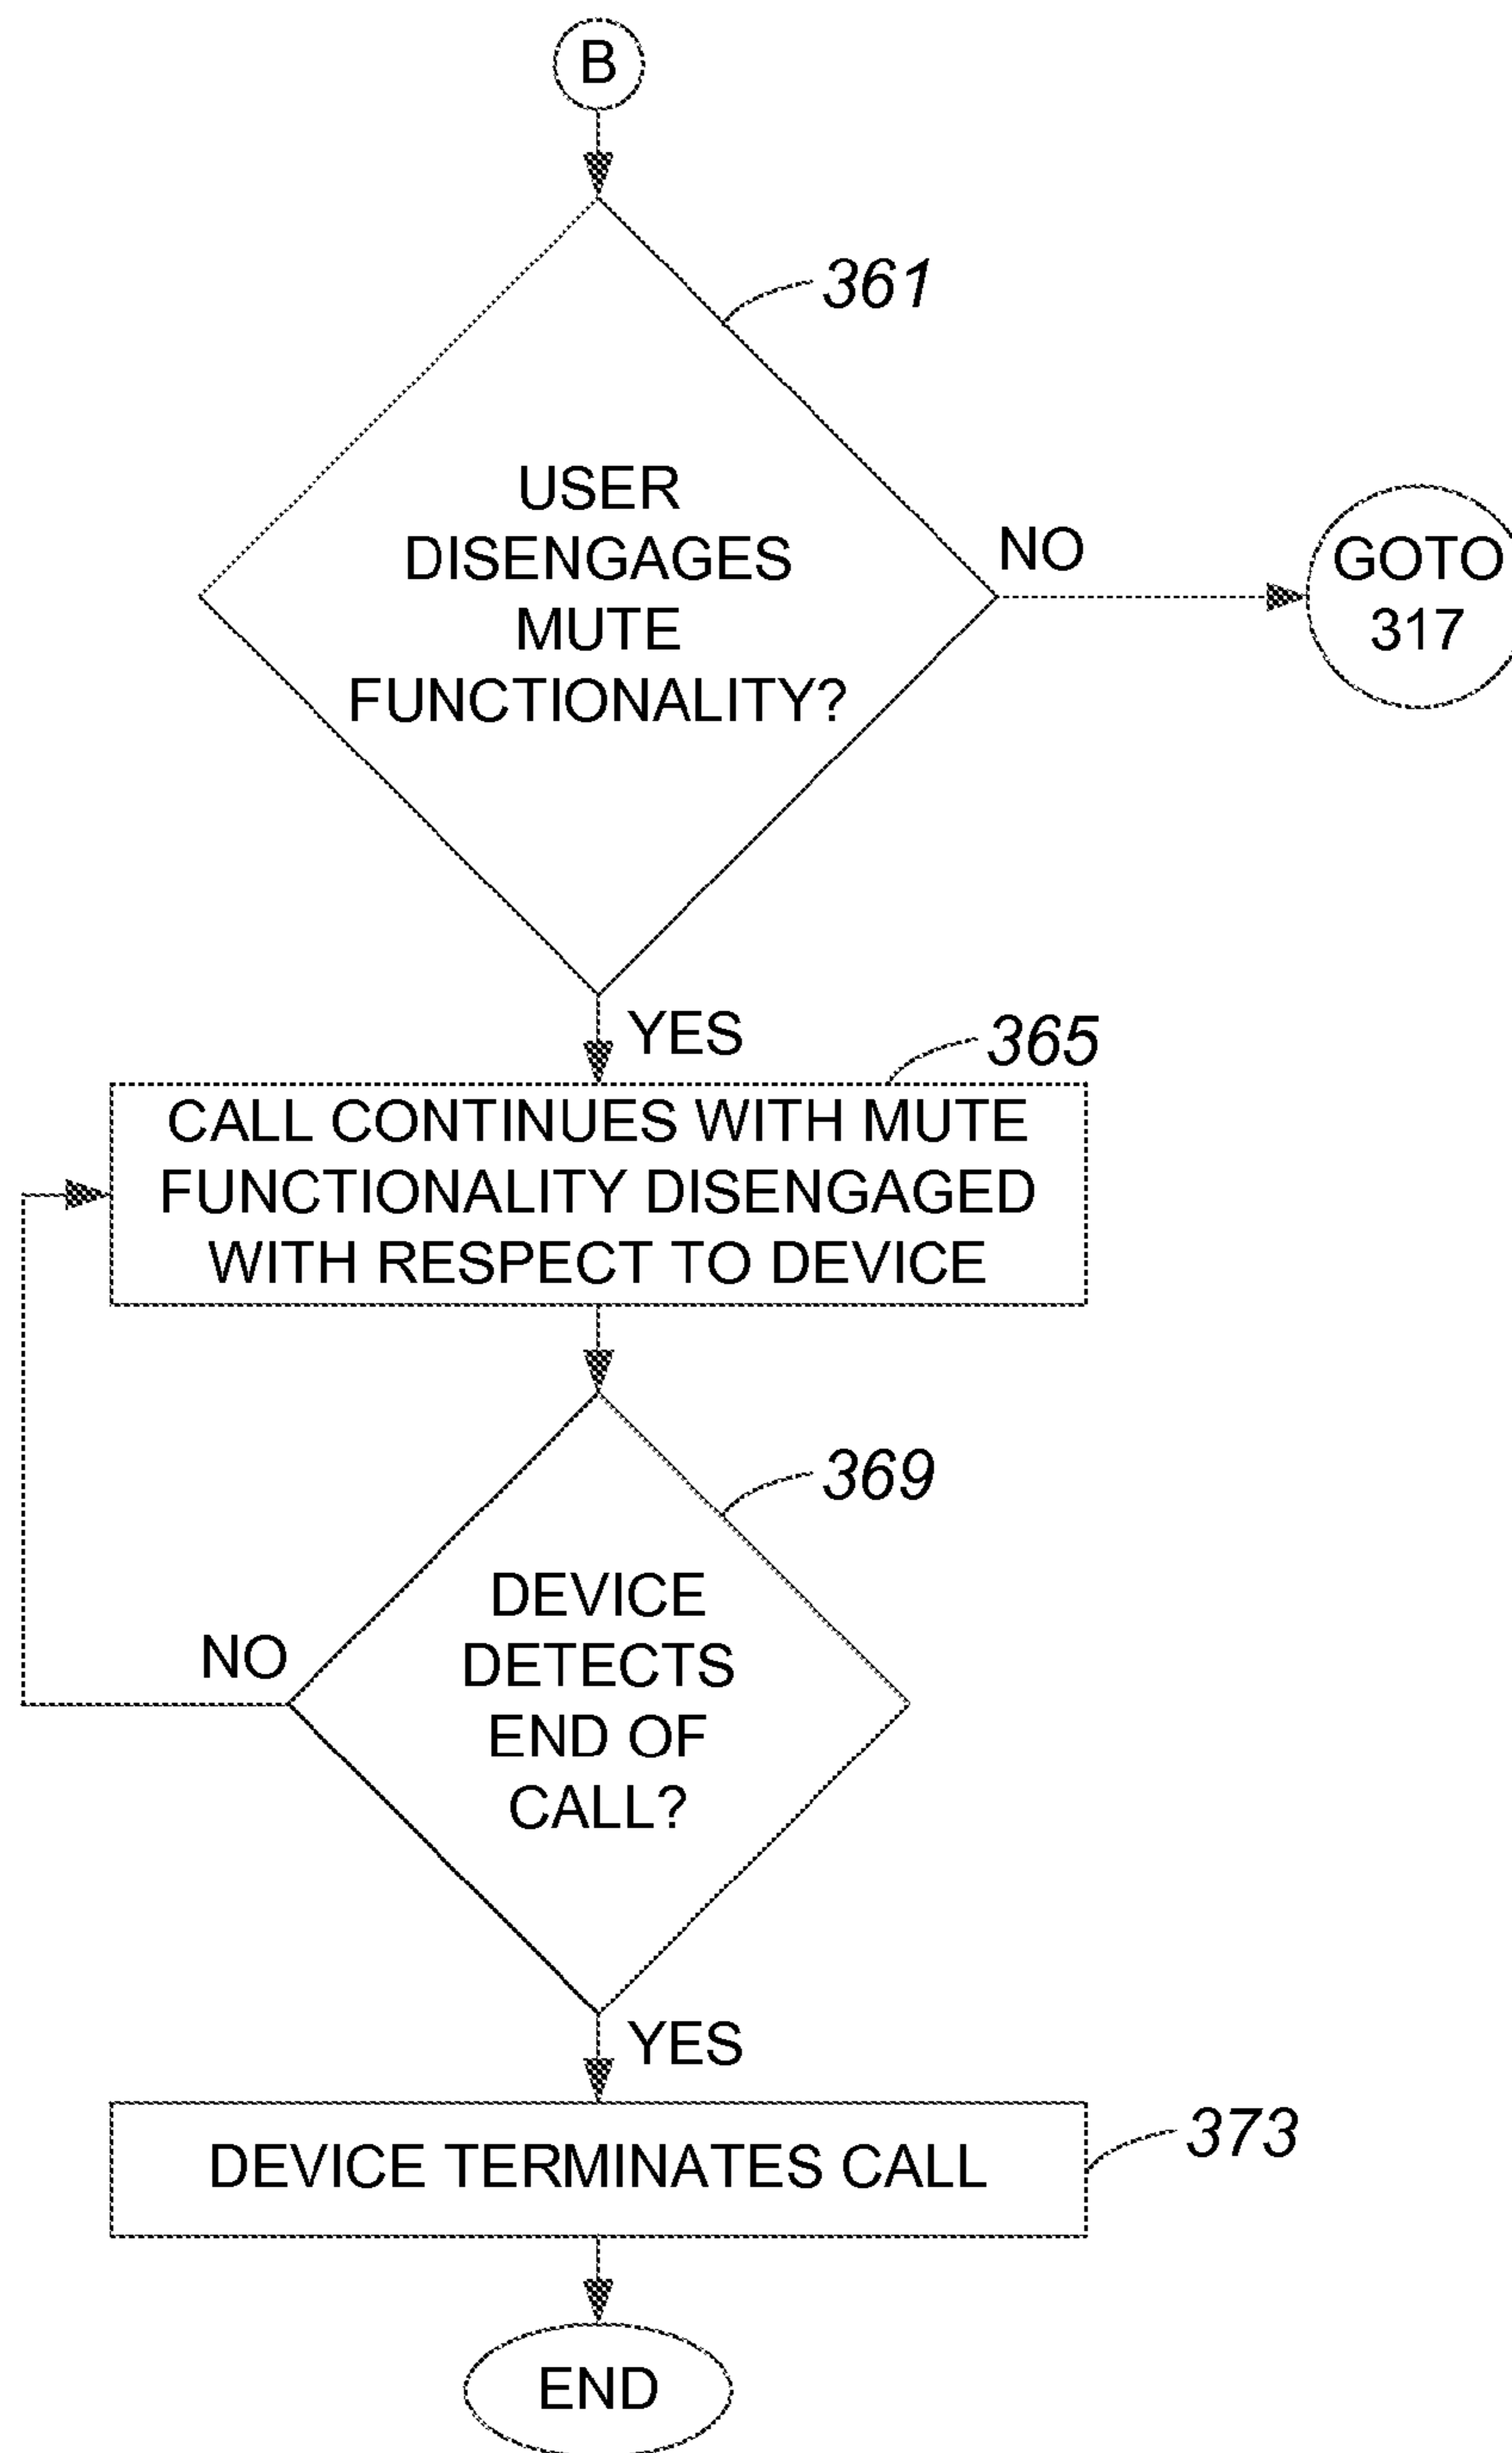 B
361
USER
DISENGAGES
MUTE
FUNCTIONALITY?
NO
GOTO
317
YES
365
CALL CONTINUES WITH MUTE
FUNCTIONALITY DISENGAGED
WITH RESPECT TO DEVICE
369
DEVICE
DETECTS
END OF
CALL?
NO
YES
373
DEVICE TERMINATES CALL
END